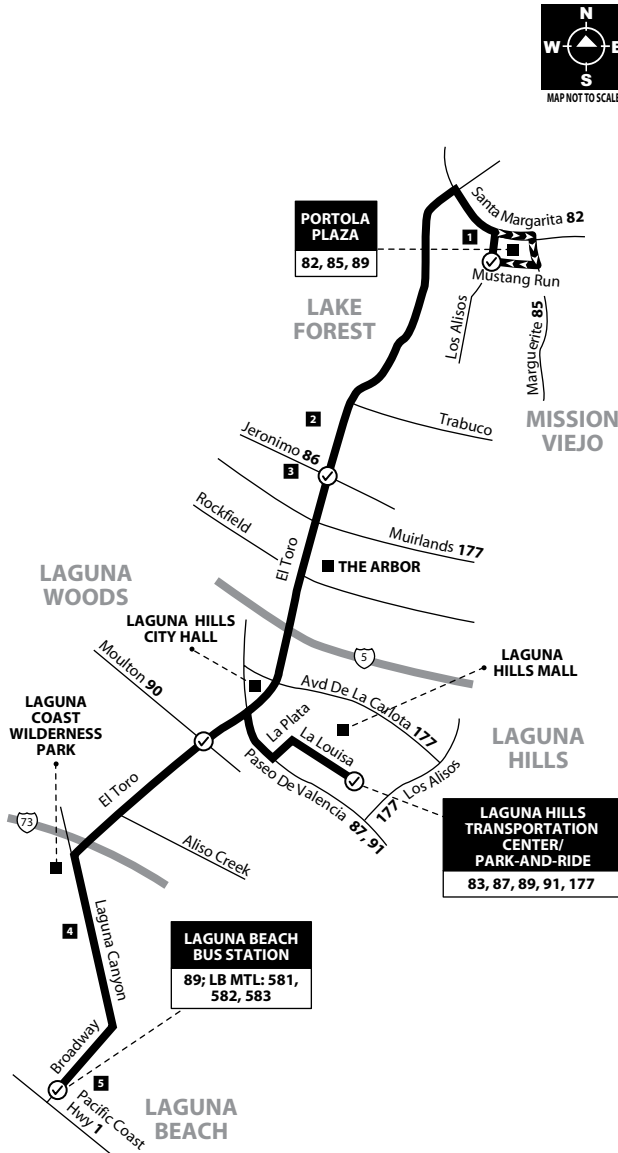 N
W E
S
MAP NOT TO SCALE
Santa Margarita 82
PORTOLA
PLAZA
82, 85, 89
1
Mustang Run
LAKE
FOREST
Los Alisos
Marguerite 85
MISSION
VIEJO
2
Trabuco
Jeronimo 86
3
Rockfield
Muirlands 177
El Toro
THE ARBOR
LAGUNA
WOODS
LAGUNA HILLS
CITY HALL
5
Moulton 90
LAGUNA
HILLS MALL
Avd De La Carlota 177
LAGUNA
COAST
WILDERNESS
PARK
La Plata
La Louisa
LAGUNA
HILLS
Paseo De Valencia 87, 91
177 Los Alisos
El Toro
73
Aliso Creek
LAGUNA HILLS
TRANSPORTATION
CENTER/
PARK-AND-RIDE
83, 87, 89, 91, 177
4
Laguna Canyon
LAGUNA BEACH
BUS STATION
89; LB MTL: 581,
582, 583
Broadway
5
Pacific Coast
Hwy 1
LAGUNA
BEACH